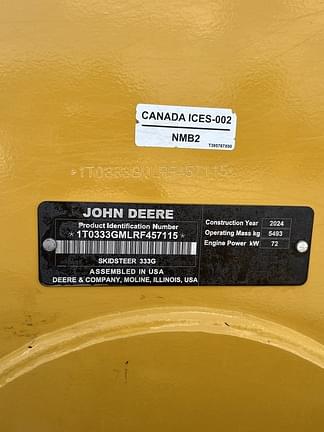 CANADA ICES-002
NMB2
*1T0333GMLRF457115*
JOHN DEERE
Product Identification Number
*1T0333GMLRF457115*
SKIDSTEER 333G
ASSEMBLED IN USA
DEERE & COMPANY, MOLINE, ILLINOIS, USA
Construction Year 2024
Operating Mass kg 5493
Engine Power kW 72